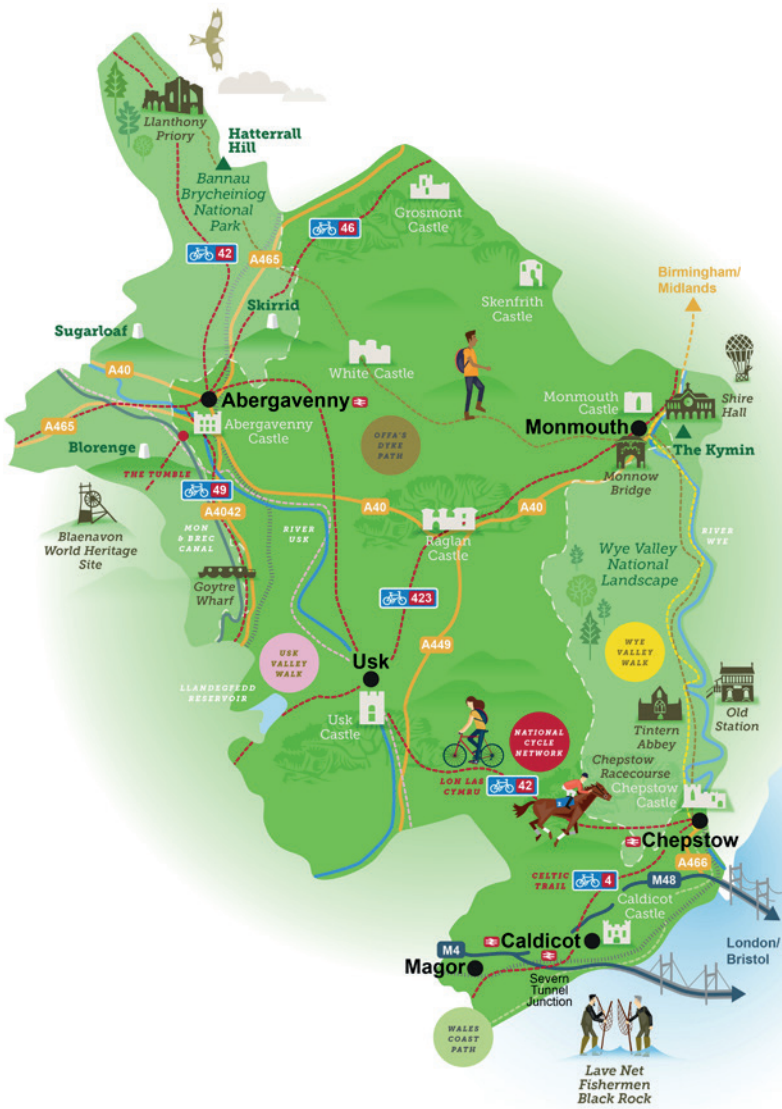 Llanthony
Priory
Hatterrall
Hill
Bannau
Brycheiniog
National
Park
46
Grosmont
Castle
42
A465
Birmingham/
Midlands
Skenfrith
Castle
Skirrid
Sugarloaf
White Castle
A40
Shire
Hall
Monmouth
Castle
Abergavenny
Abergavenny
Castle
A465
Monmouth
OFFA'S
DYKE
PATH
The Kymin
Blorenge
Monnow
Bridge
THE TUMBLE
49
A4042
A40
A40
Raglan
Castle
MON
& BREC
CANAL
RIVER
USK
RIVER
WYE
Blaenavon
World Heritage
Site
Wye Valley
National
Landscape
Goytre
Wharf
423
A449
USK
VALLEY
WALK
WYE
VALLEY
WALK
Usk
LLANDEGFEDD
RESERVOIR
Usk
Castle
Old
Station
Tintern
Abbey
NATIONAL
CYCLE
NETWORK
LON LAS
CYMRU
42
Chepstow
Racecourse
Chepstow
Castle
Chepstow
A466
CELTIC
TRAIL
4
M48
Caldicot
Castle
M4
Caldicot
London/
Bristol
Magor
Severn
Tunnel
Junction
WALES
COAST
PATH
Lave Net
Fishermen
Black Rock